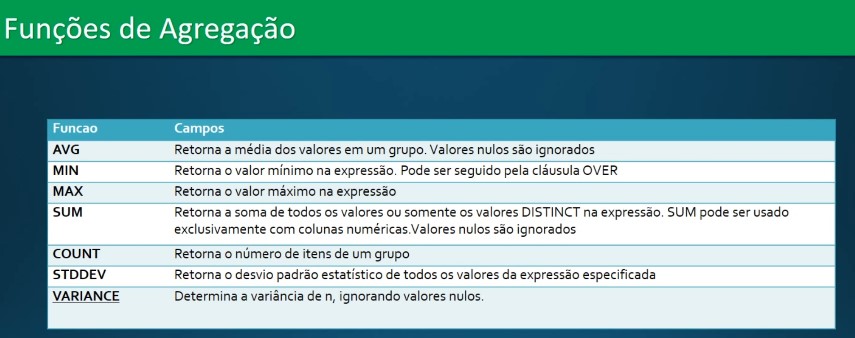 Funções de Agregação
Funcao Campos
AVG Retorna a média dos valores em um grupo. Valores nulos são ignorados
MIN Retorna o valor mínimo na expressão. Pode ser seguido pela cláusula OVER
MAX Retorna o valor máximo na expressão
SUM Retorna a soma de todos os valores ou somente os valores DISTINCT na expressão. SUM pode ser usado
exclusivamente com colunas numéricas.Valores nulos são ignorados
COUNT Retorna o número de itens de um grupo
STDDEV Retorna o desvio padrão estatístico de todos os valores da expressão especificada
VARIANCE Determina a variância de n, ignorando valores nulos.